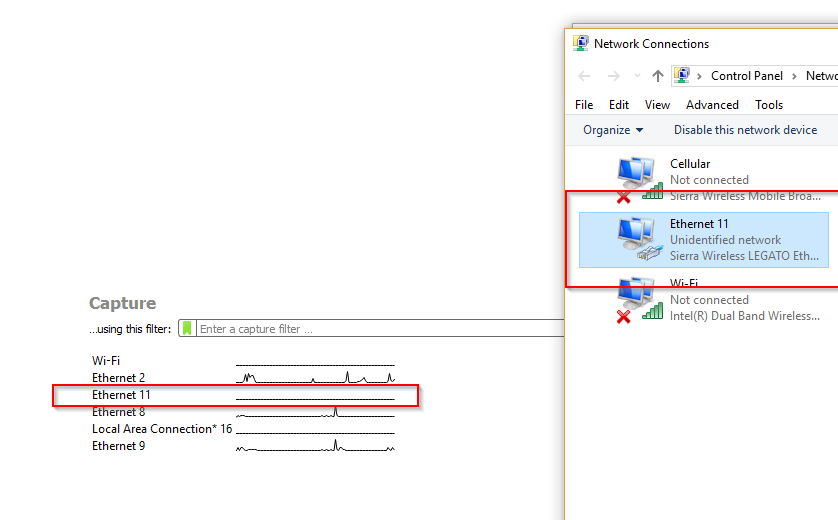 Network Connections
Control Panel
File Edit View Advanced Tools
Organize Disable this network device
Cellular
Not connected
Sierra Wireless Mobile Broa...
Ethernet 11
Unidentified network
Sierra Wireless LEGATO Eth...
Wi-Fi
Not connected
Intel(R) Dual Band Wireless...
Capture
...using this filter: Enter a capture filter ...
Wi-Fi
Ethernet 2
Ethernet 11
Ethernet 8
Local Area Connection* 16
Ethernet 9